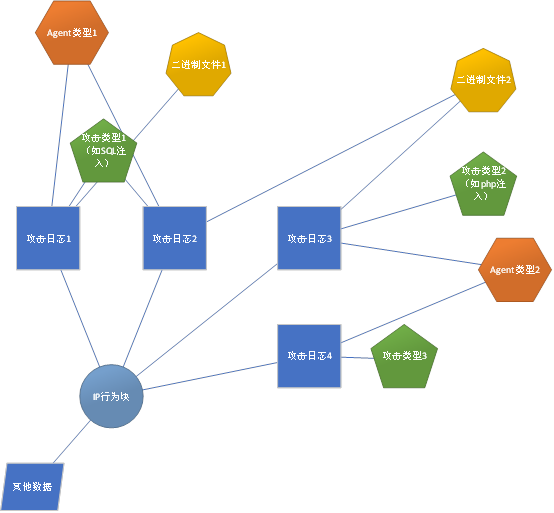 Agent类型1
二进制文件1
二进制文件2
攻击类型1
（如SQL注
入）
攻击类型2
（如php注
入）
攻击日志1
攻击日志2
攻击日志3
Agent类型2
攻击日志4
攻击类型3
IP行为块
其他数据